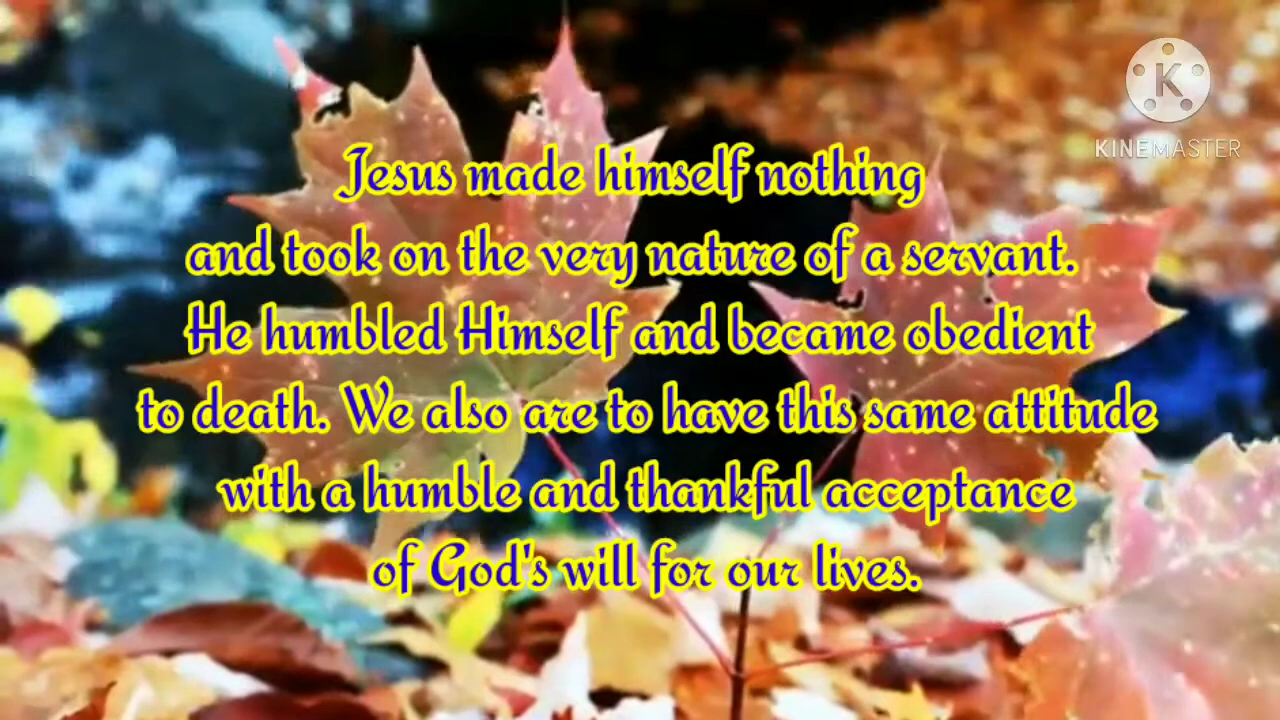 K
KINEMASTER
Jesus made himself nothing
and took on the very nature of a servant.
He humbled Himself and became obedient
to death. We also are to have this same attitude
with a humble and thankful acceptance
of God's will for our lives.